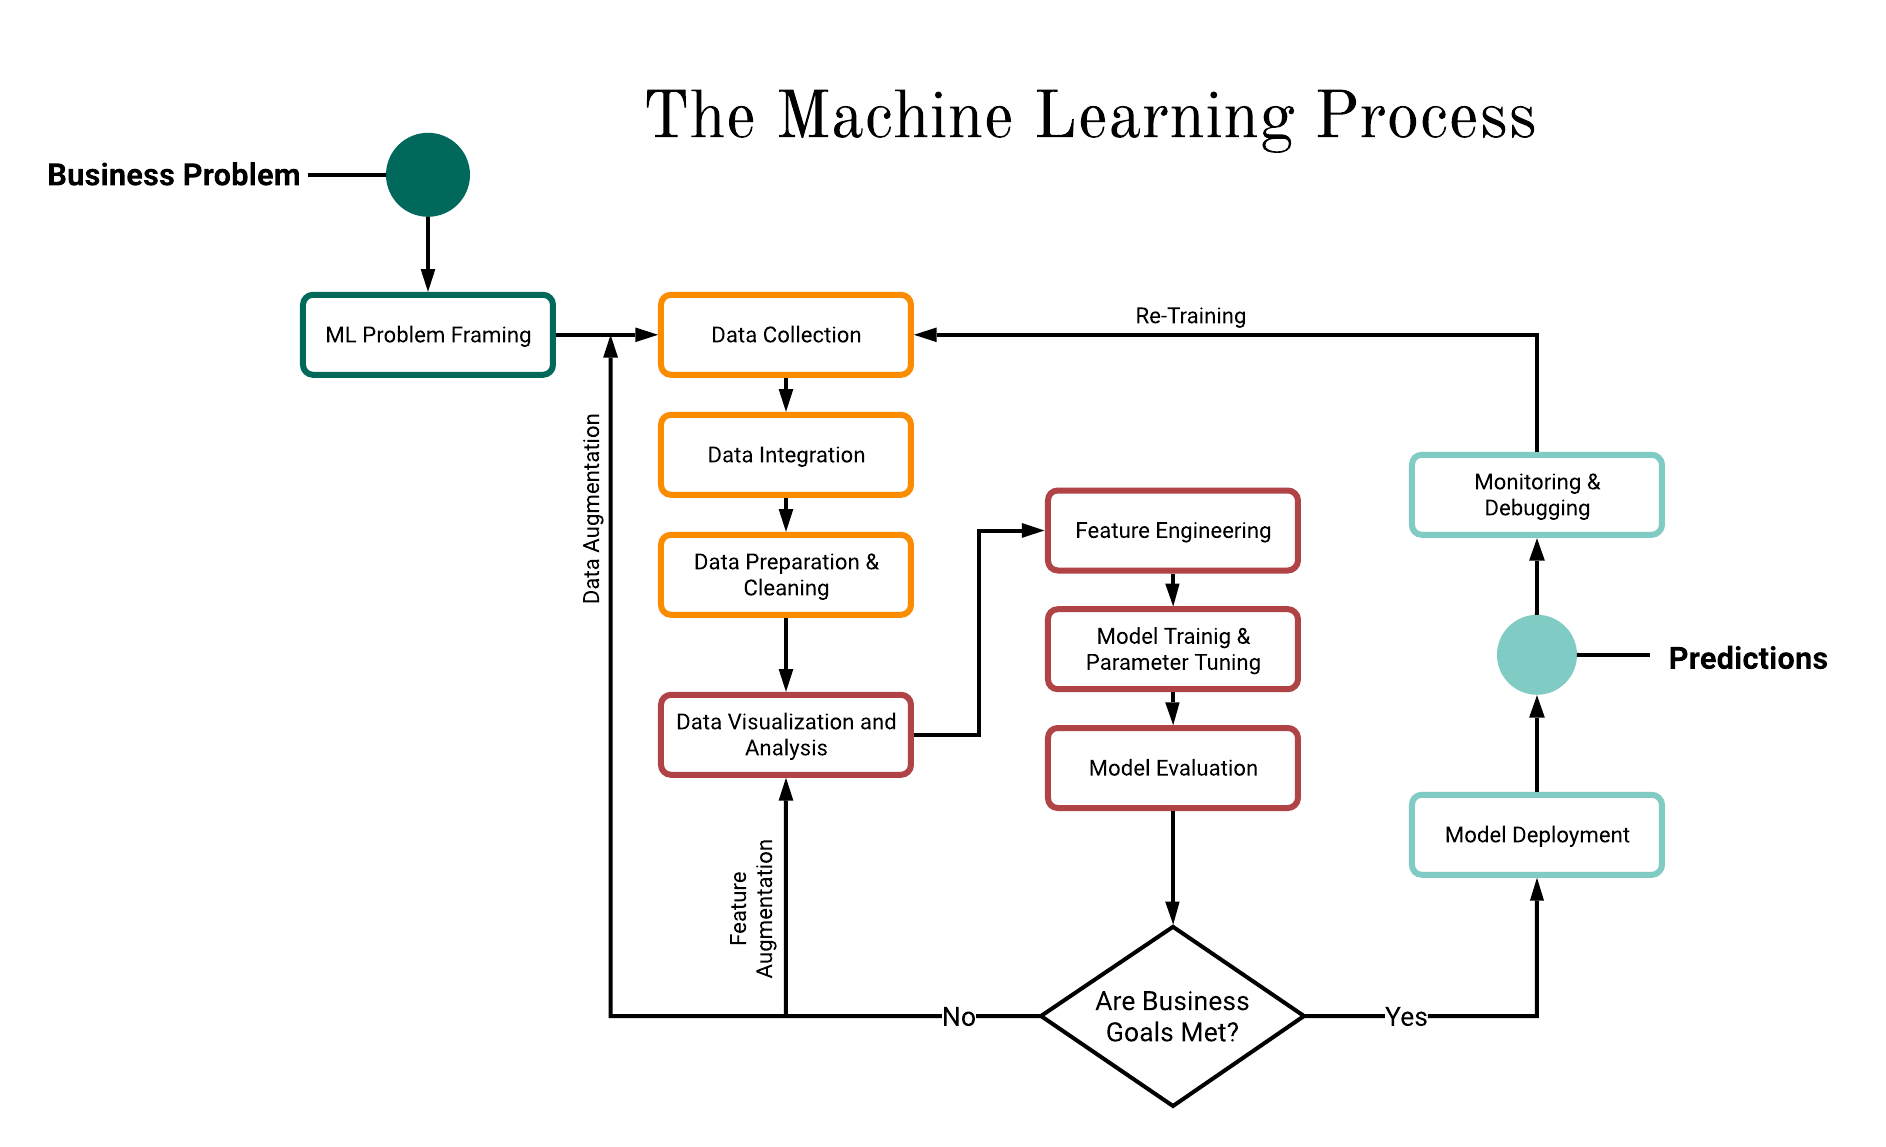 The Machine Learning Process
Business Problem
ML Problem Framing
Data Collection
Re-Training
Data Augmentation
Data Integration
Monitoring &
Debugging
Data Preparation &
Cleaning
Feature Engineering
Model Trainig &
Parameter Tuning
Predictions
Data Visualization and
Analysis
Model Evaluation
Model Deployment
Feature
Augmentation
No
Are Business
Goals Met?
Yes